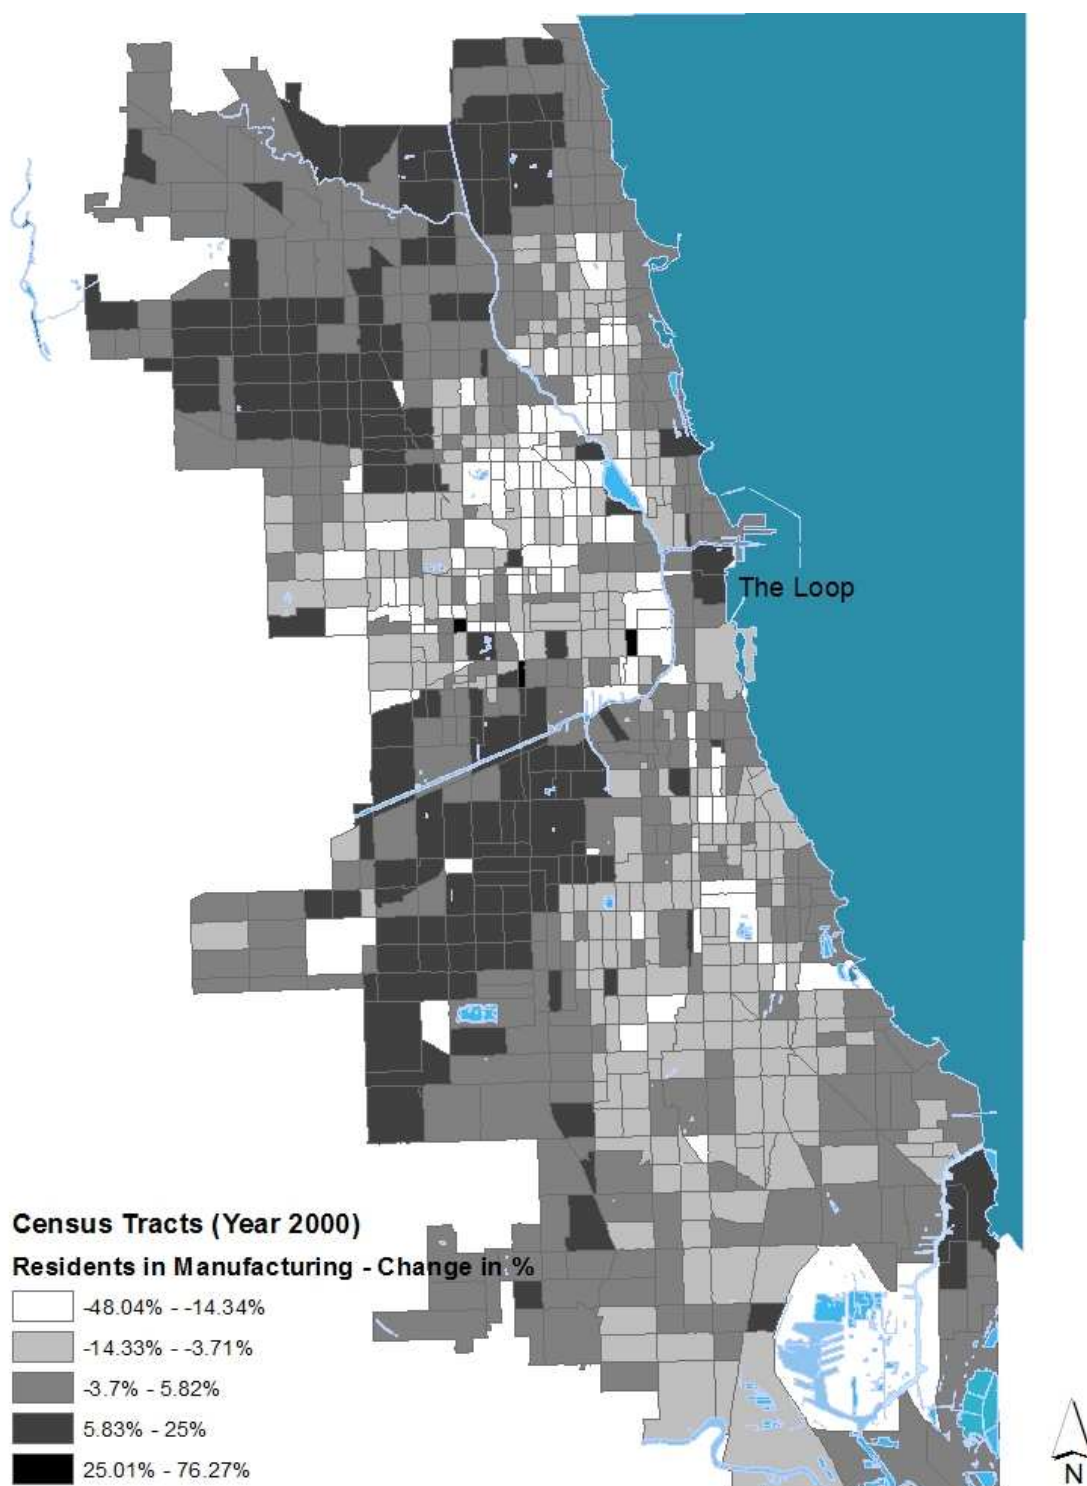 The Loop
Census Tracts (Year 2000)
Residents in Manufacturing - Change in %
-48.04% - -14.34%
-14.33% - -3.71%
-3.7% - 5.82%
5.83% - 25%
25.01% - 76.27%
N